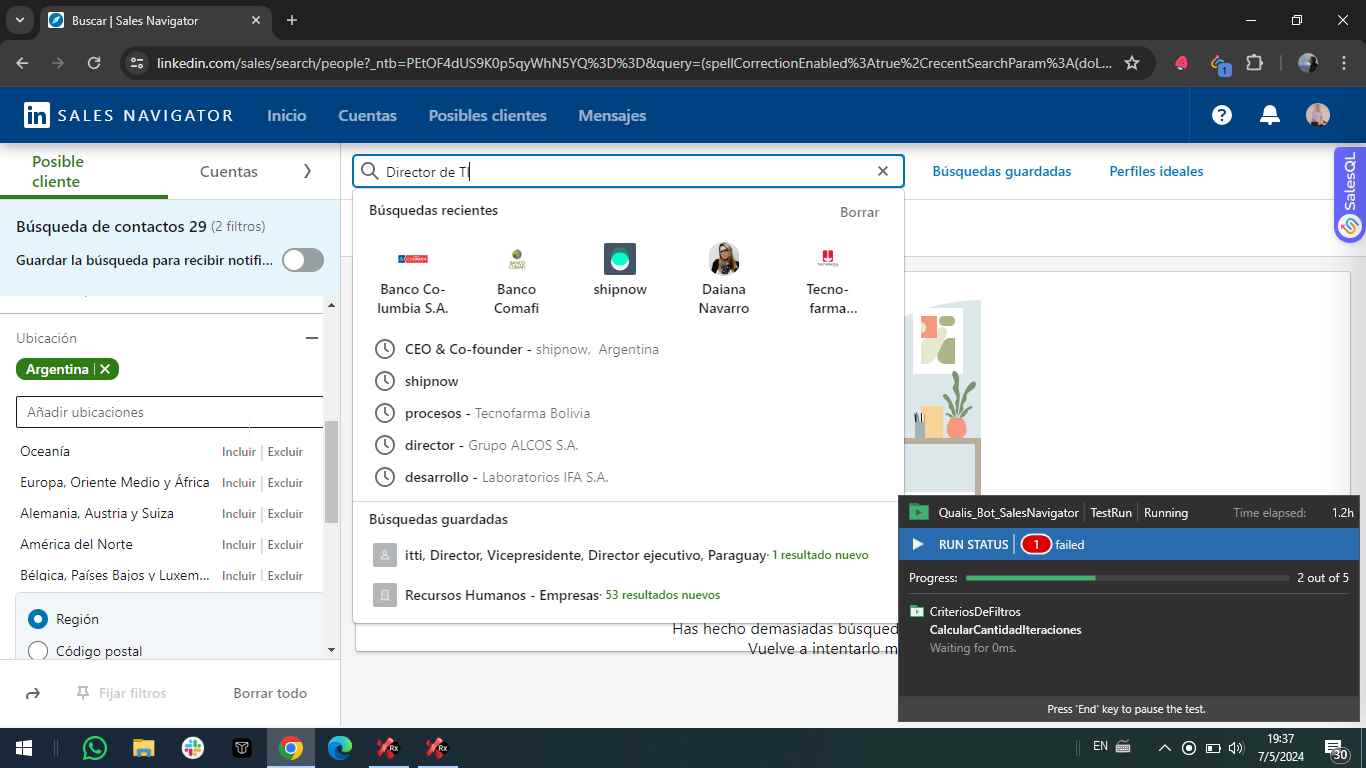 Buscar | Sales Navigator
linkedin.com/sales/search/people?_ntb=PEtOF4dUS9K0p5qyWhN5YQ%3D%3D&query=(spellCorrectionEnabled%3Atrue%2CrecentSearchParam%3A(doL...
1
in SALES NAVIGATOR
Inicio
Cuentas
Posibles clientes
Mensajes
Posible cliente
Cuentas
Búsqueda de contactos 29 (2 filtros)
Guardar la búsqueda para recibir notifi...
Ubicación
Argentina
Añadir ubicaciones
Oceanía Incluir | Excluir
Europa, Oriente Medio y África Incluir | Excluir
Alemania, Austria y Suiza Incluir | Excluir
América del Norte Incluir | Excluir
Bélgica, Países Bajos y Luxem... Incluir | Excluir
Región
Código postal
Fijar filtros
Borrar todo
Director de TI
Búsquedas guardadas
Perfiles ideales
SalesQL
Búsquedas recientes
Borrar
Banco Co-
lumbia S.A.
Banco
Comafi
shipnow
Daiana
Navarro
Tecno-
farma...
CEO & Co-founder - shipnow, Argentina
shipnow
procesos - Tecnofarma Bolivia
director - Grupo ALCOS S.A.
desarrollo - Laboratorios IFA S.A.
Búsquedas guardadas
itti, Director, Vicepresidente, Director ejecutivo, Paraguay· 1 resultado nuevo
Recursos Humanos - Empresas· 53 resultados nuevos
Has hecho demasiadas búsqued
Vuelve a intentarlo m
Qualis_Bot_SalesNavigator | TestRun | Running Time elapsed: 1.2h
RUN STATUS 1 failed
Progress: 2 out of 5
CriteriosDeFiltros
CalcularCantidadIteraciones
Waiting for 0ms.
Press 'End' key to pause the test.
Rx
Rx
EN
19:37
7/5/2024
30